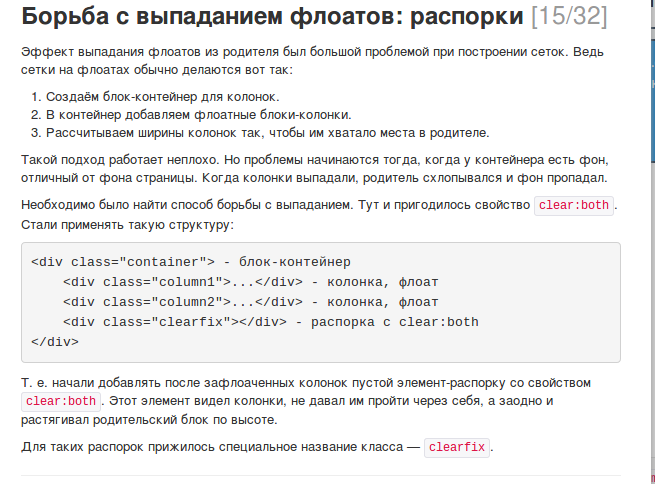 Борьба с выпаданием флоатов: распорки [15/32]
Эффект выпадания флоатов из родителя был большой проблемой при построении сеток. Ведь
сетки на флоатах обычно делаются вот так:
1. Создаём блок-контейнер для колонок.
2. В контейнер добавляем флоатные блоки-колонки.
3. Рассчитываем ширины колонок так, чтобы им хватало места в родителе.
Такой подход работает неплохо. Но проблемы начинаются тогда, когда у контейнера есть фон,
отличный от фона страницы. Когда колонки выпадали, родитель схлопывался и фон пропадал.
Необходимо было найти способ борьбы с выпаданием. Тут и пригодилось свойство clear:both.
Стали применять такую структуру:
<div class="container"> - блок-контейнер
<div class="column1">...</div> - колонка, флоат
<div class="column2">...</div> - колонка, флоат
<div class="clearfix"></div> - распорка с clear:both
</div>
Т. е. начали добавлять после зафлоаченных колонок пустой элемент-распорку со свойством
clear:both. Этот элемент видел колонки, не давал им пройти через себя, а заодно и
растягивал родительский блок по высоте.
Для таких распорок прижилось специальное название класса — clearfix.